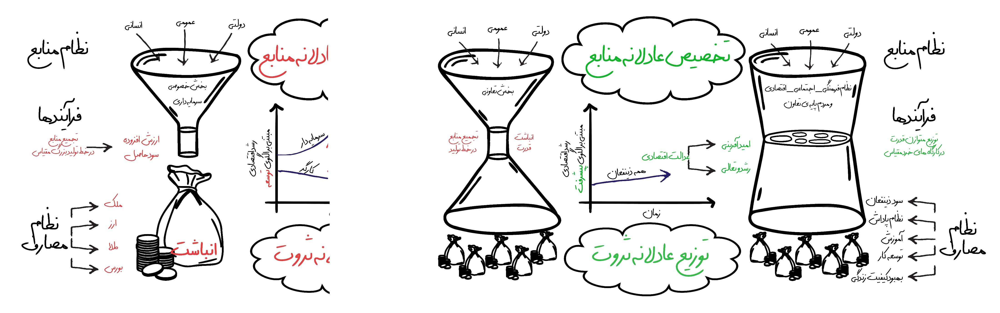 نظام منابع
دولتی
عمومی
انسانی
نظام فرهنگی_اجتماعی_اقتصادی
و مردم پایه‌ی تعاون
فرآیندها
توزیع متوازن قدرت
در کارگاه های خرد مقیاس
نظام
مصارف
سود ذینفعان
نظام پاداش
آموزش
توسعه کار
بهبود کیفیت زندگی
تخصیص عادلانه منابع
رشد اقتصادی
مبتنی بر الگوی پیشرفت
همه ذینفعان
عدالت اقتصادی
امیدآفرینی
رشد و تعالی
زمان
توزیع عادلانه ثروت
دولتی
عمومی
انسانی
بخش تعاونی
انباشت
قدرت
تجمیع منابع
در خط تولید
منابع
رشد اقتصادی
مبتنی بر الگوی توسعه
سرمایه‌دار
کارگر
ثروت
دولتی
عمومی
انسانی
بخش خصوصی
سرمایه‌داری
ارزش افزوده
سود حاصل
انباشت
نظام منابع
فرآیندها
تجمیع منابع
در خط تولید بزرگ مقیاس
نظام
مصارف
ملک
ارز
طلا
بورس